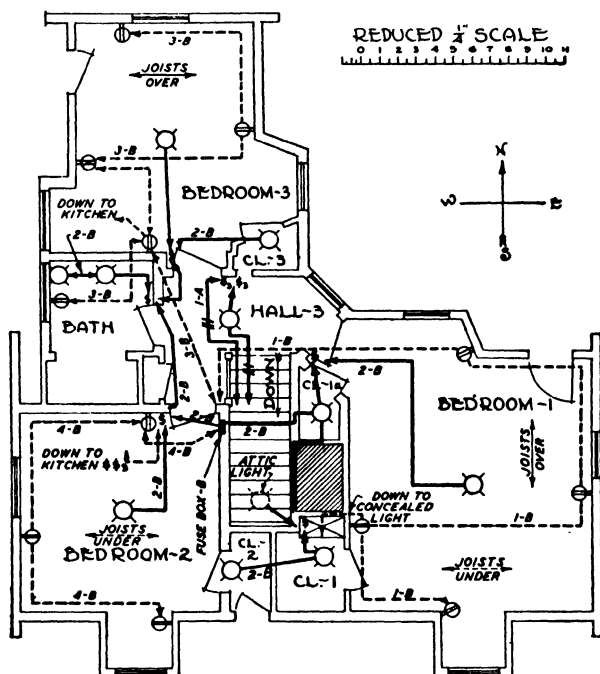 REDUCED 1/4" SCALE
0 1 2 3 4 5 6 7 8 9 10 11
3-B
JOISTS
OVER
3-B
BEDROOM-3
DOWN TO
KITCHEN
2-B
2-B
CL-3
N
W
E
S
3-B
1-A
S3 S3
HALL-3
BATH
3-B
1-B
2-B
DOWN
CL-1a
2-B
BEDROOM-1
2-B
4-B
4-B
2-B
DOWN TO
KITCHEN
2-B
FUSE BOX-B
ATTIC
LIGHT
JOISTS
OVER
DOWN TO
CONCEALED
LIGHT
1-B
JOISTS
UNDER
BEDROOM-2
CL-
2
2-B
CL-1
JOISTS
UNDER
4-B
1-B